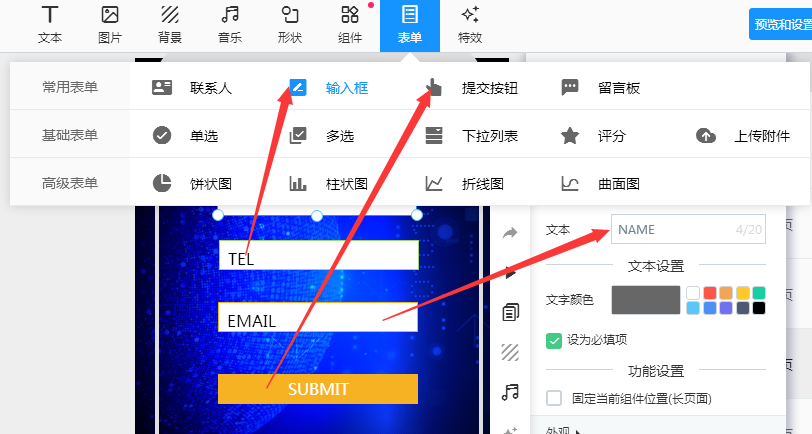 文本 图片 背景 音乐 形状 组件 表单 特效 预览和设置
常用表单 联系人 输入框 提交按钮 留言板
基础表单 单选 多选 下拉列表 评分 上传附件
高级表单 饼状图 柱状图 折线图 曲面图
文本 NAME 4/20
TEL
文本设置
文字颜色
页
EMAIL
设为必填项
功能设置
SUBMIT
固定当前组件位置(长页面)
外观